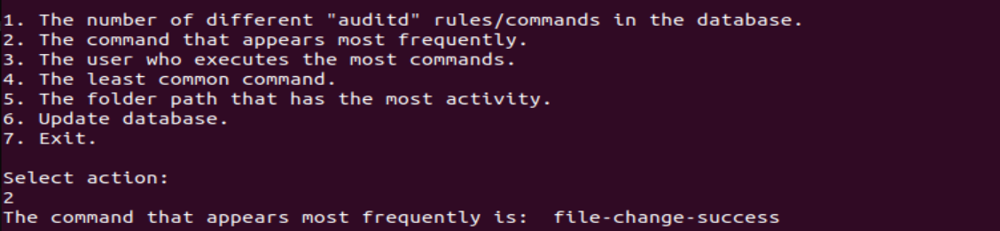 1. The number of different "auditd" rules/commands in the database.
2. The command that appears most frequently.
3. The user who executes the most commands.
4. The least common command.
5. The folder path that has the most activity.
6. Update database.
7. Exit.
Select action:
2
The command that appears most frequently is:  file-change-success